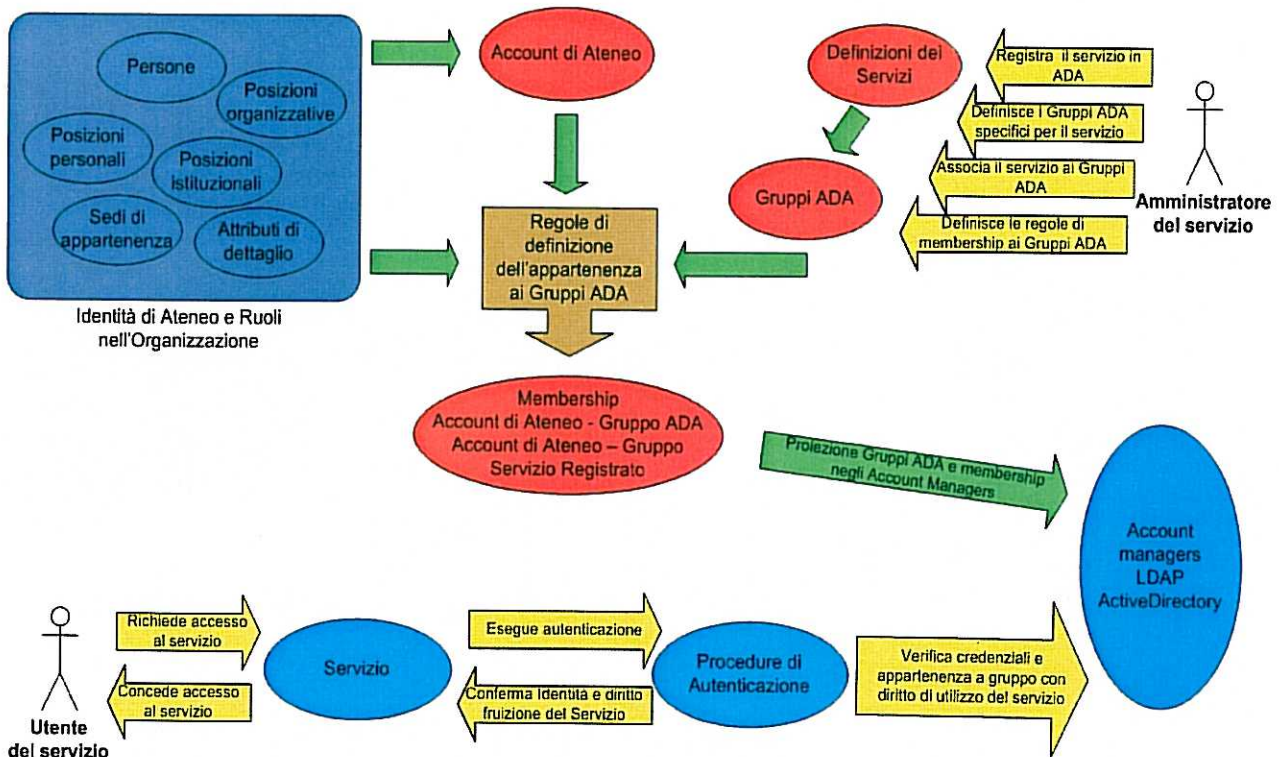 Persone
Posizioni
organizzative
Posizioni
personali
Posizioni
istituzionali
Sedi di
appartenenza
Attributi di
dettaglio
Identità di Ateneo e Ruoli
nell'Organizzazione
Account di Ateneo
Definizioni dei
Servizi
Gruppi ADA
Registra il servizio in
ADA
Definisce I Gruppi ADA
specifici per il servizio
Associa il servizio ai Gruppi
ADA
Definisce le regole di
membership ai Gruppi ADA
Amministratore
del servizio
Regole di
definizione
dell'appartenenza
ai Gruppi ADA
Membership
Account di Ateneo - Gruppo ADA
Account di Ateneo – Gruppo
Servizio Registrato
Proiezione Gruppi ADA e membership
negli Account Managers
Account
managers
LDAP
ActiveDirectory
Utente
del servizio
Richiede accesso
al servizio
Concede accesso
al servizio
Servizio
Esegue autenticazione
Conferma Identità e diritto
fruizione del Servizio
Procedure di
Autenticazione
Verifica credenziali e
appartenenza a gruppo con
diritto di utilizzo del servizio